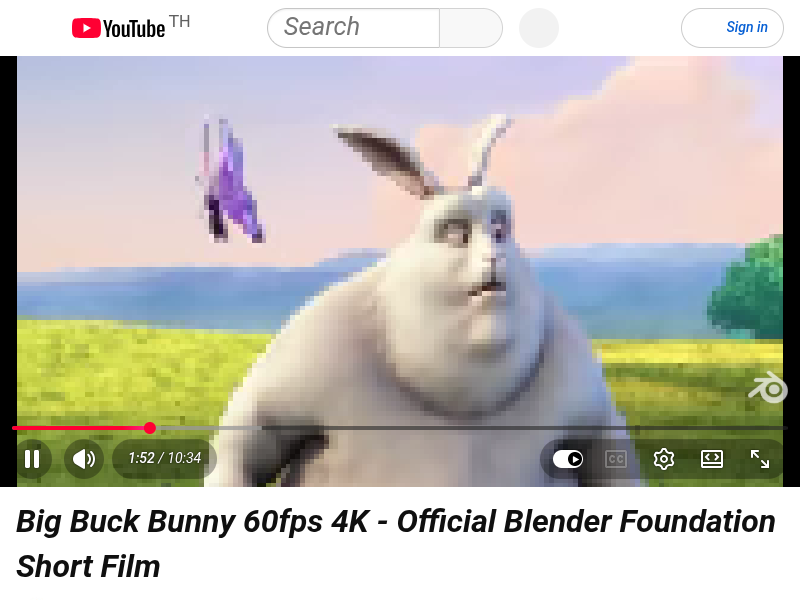 YouTube TH
Search
Sign in
1:52 / 10:34
CC
Big Buck Bunny 60fps 4K - Official Blender Foundation
Short Film